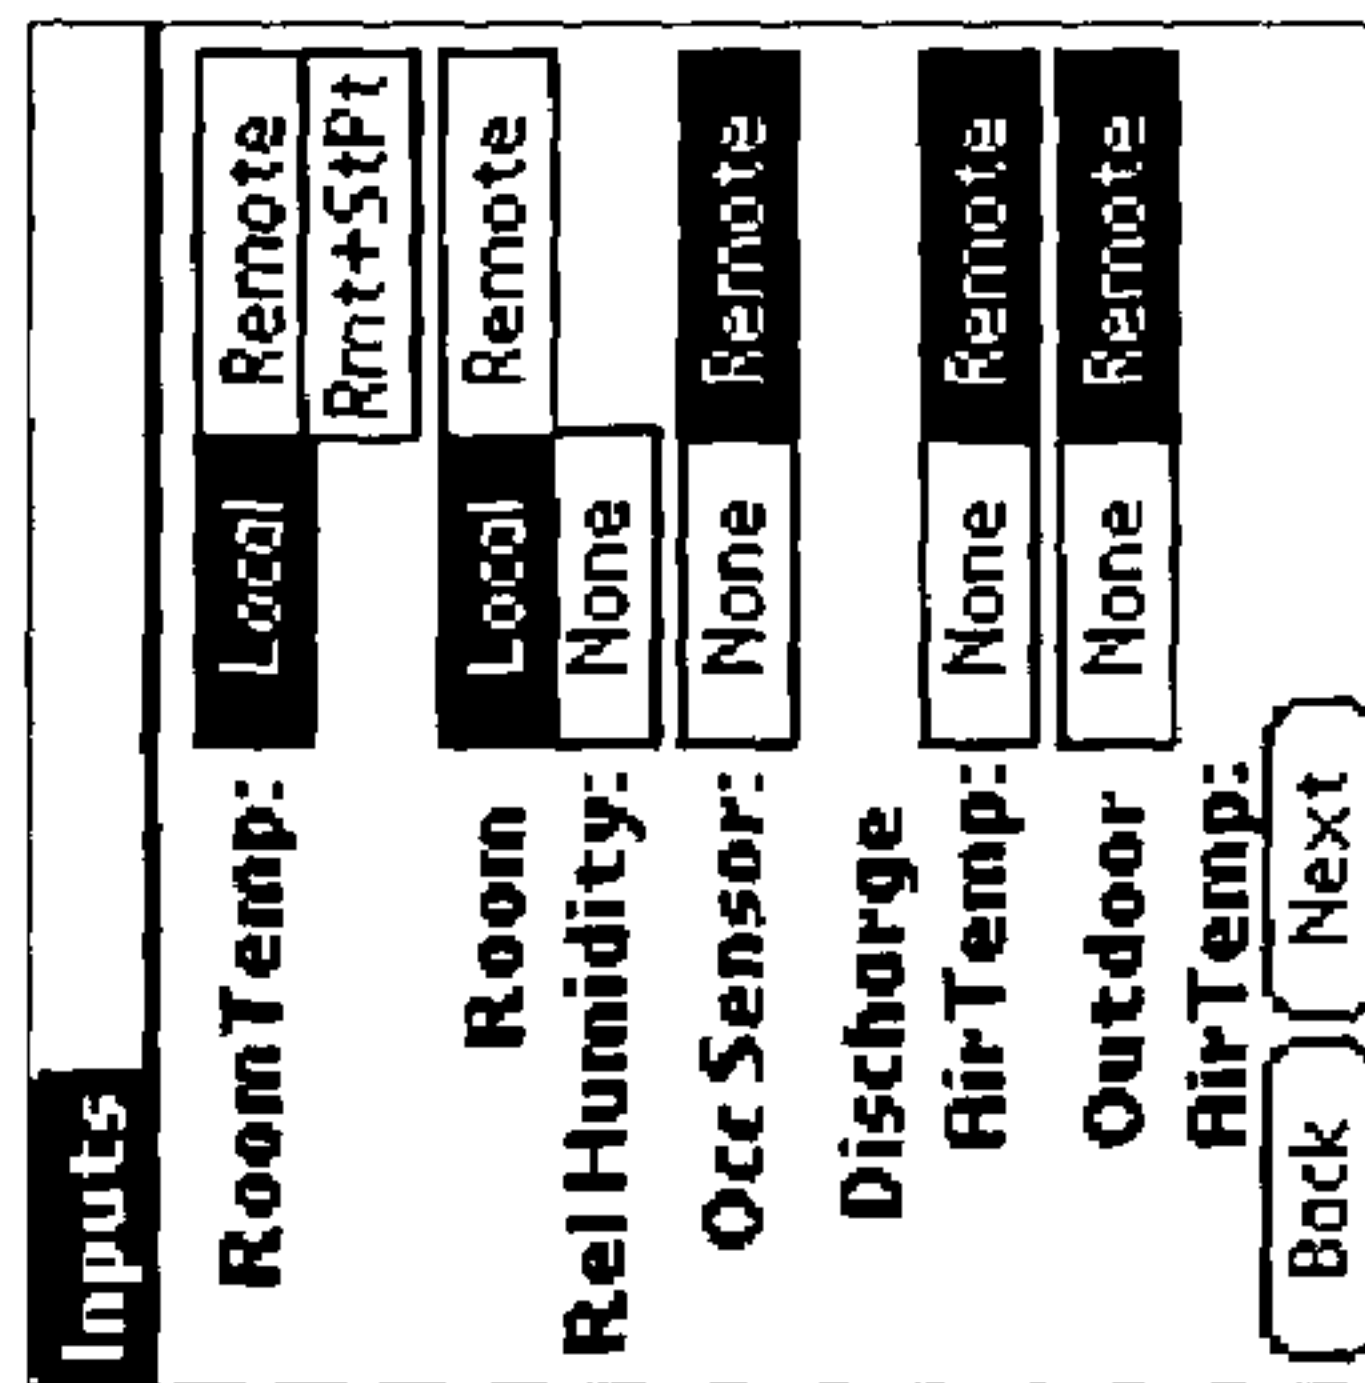 Inputs
Room Temp: Local Remote
Rmt+StPt
Room Local Remote
Rel Humidity: None
Occ Sensor: None Remote
Discharge
Air Temp: None Remote
Outdoor None Remote
Air Temp:
Back Next